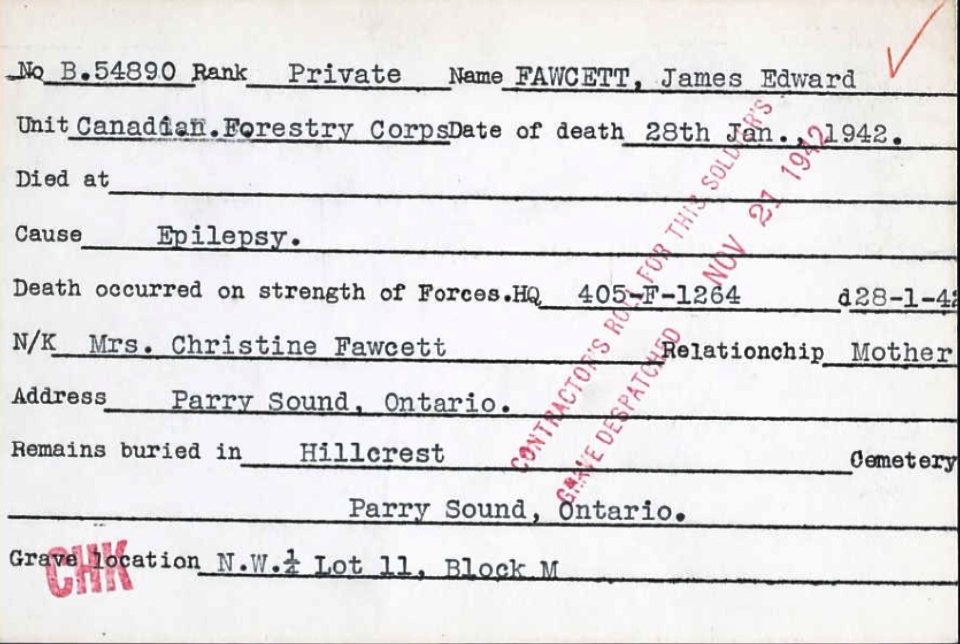 No B.54890 Rank Private Name FAWCETT, James Edward
Unit Canadian.Forestry Corps Date of death 28th Jan., 1942.
Died at
Cause Epilepsy.
Death occurred on strength of Forces.HQ 405-F-1264 d28-1-42
N/K Mrs. Christine Fawcett Relationchip Mother
Address Parry Sound, Ontario.
Remains buried in Hillcrest Cemetery
Parry Sound, Ontario.
Grave location N.W.¼ Lot 11, Block M
CONTRACTOR'S ROLL FOR THIS SOLDIER'S
GRAVE DESPATCHED NOV 21 1942
CHK